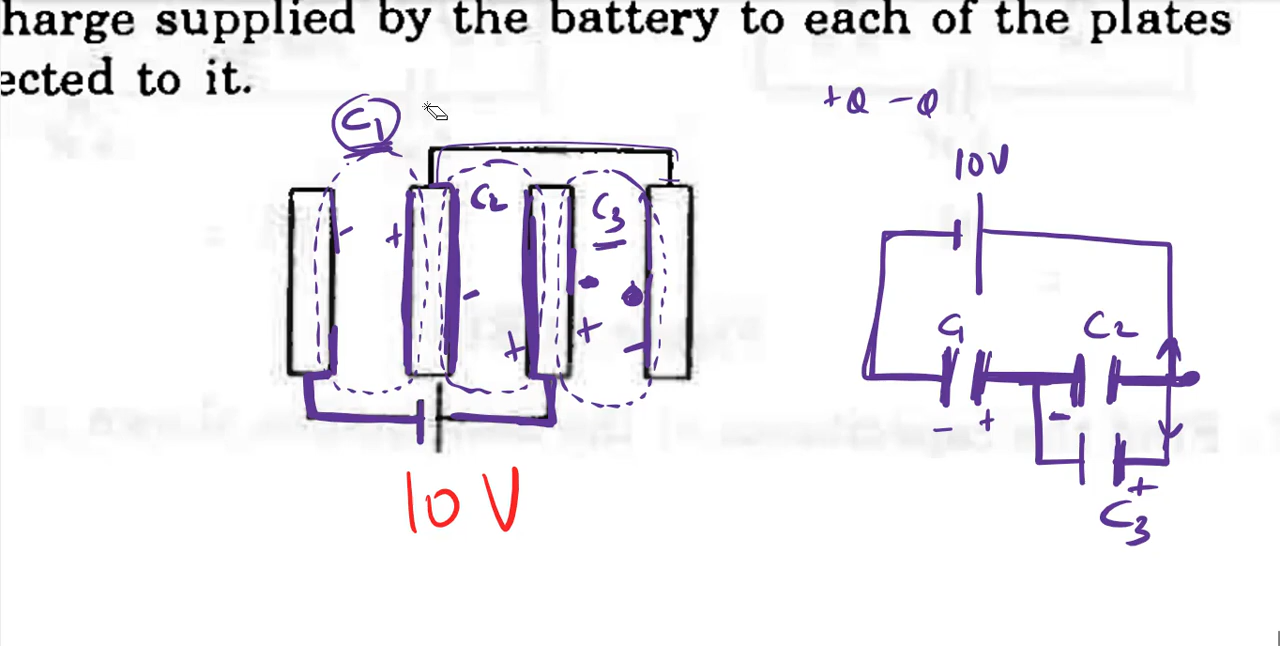 harge supplied by the battery to each of the plates
ected to it.
+Q -Q
C1
10V
C2
C3
- +
-
+
+
-
C1
C2
- +
-
+
C3
10 V